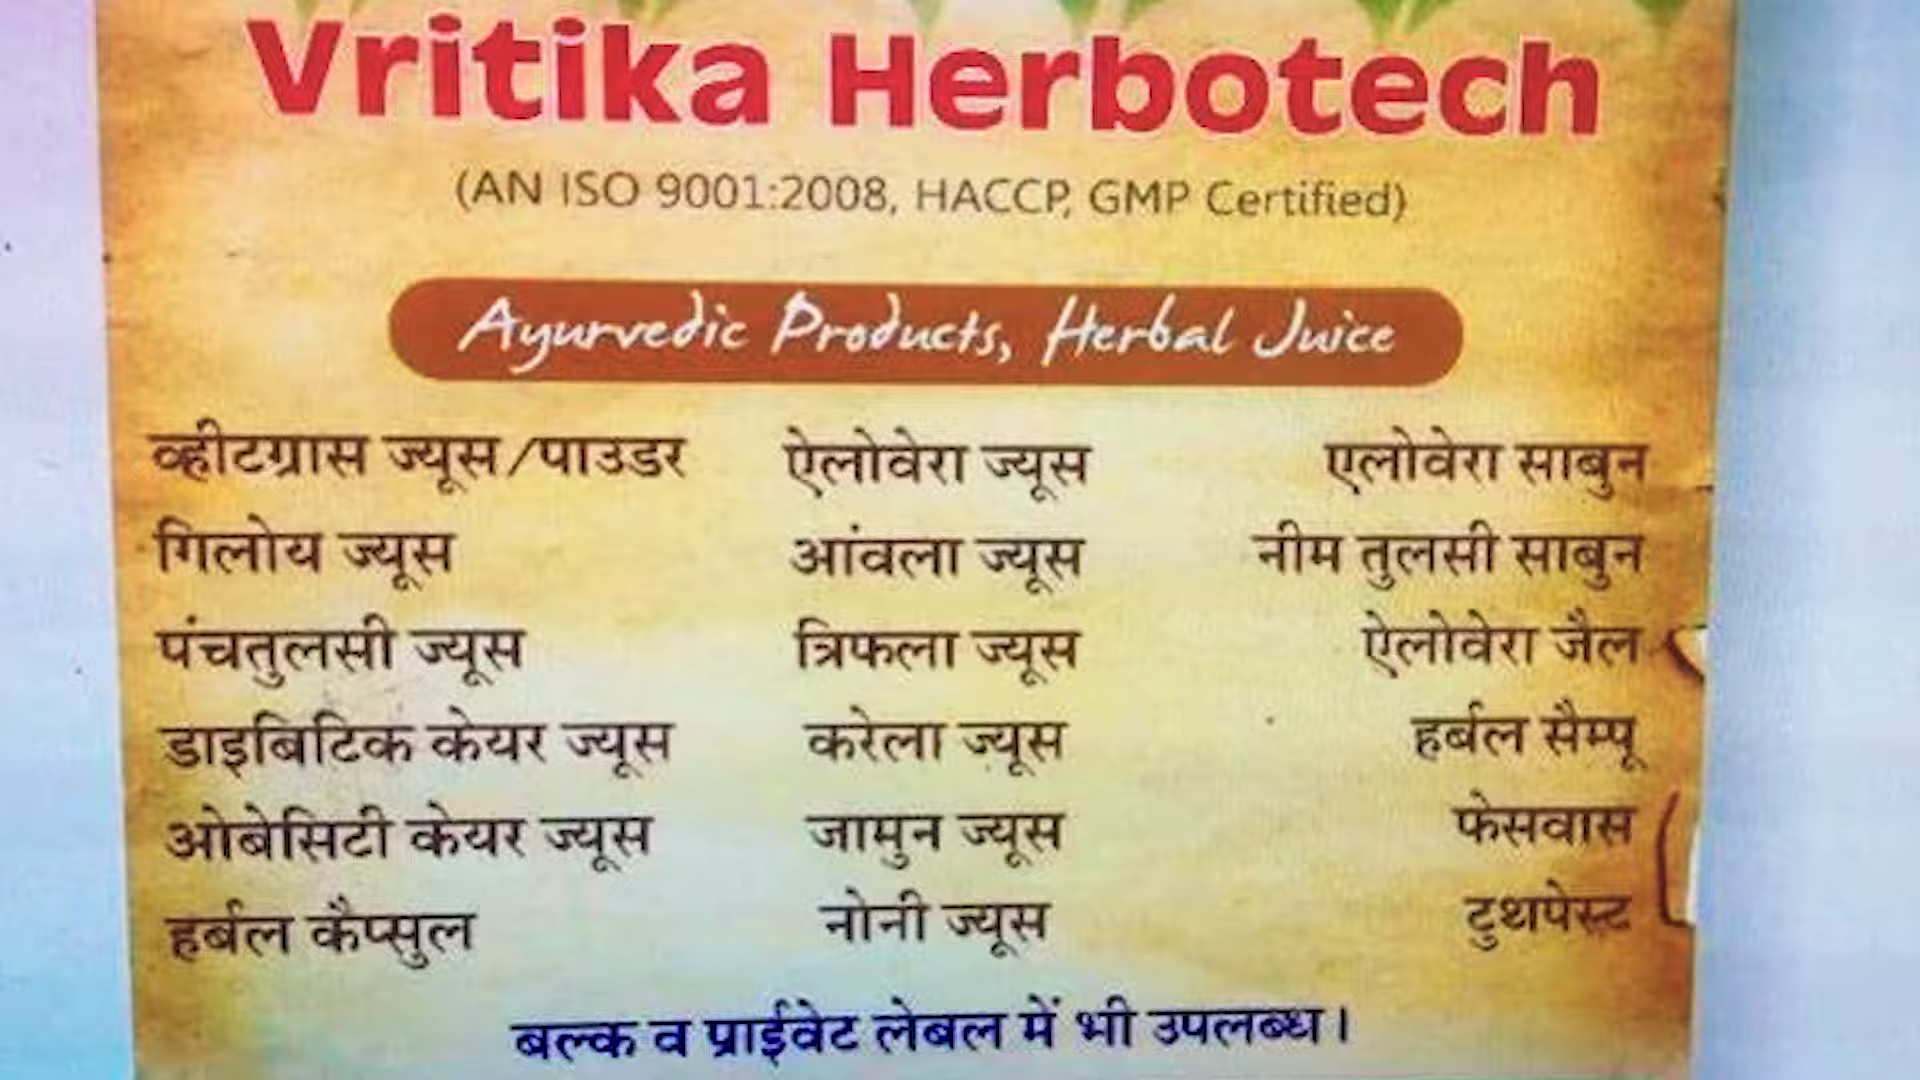 Vritika Herbotech
(AN ISO 9001:2008, HACCP, GMP Certified)
Ayurvedic Products, Herbal Juice
व्हीटग्रास ज्यूस/पाउडर ऐलोवेरा ज्यूस एलोवेरा साबुन
गिलोय ज्यूस आंवला ज्यूस नीम तुलसी साबुन
पंचतुलसी ज्यूस त्रिफला ज्यूस ऐलोवेरा जैल
डाइबिटिक केयर ज्यूस करेला ज्यूस हर्बल सैम्पू
ओबेसिटी केयर ज्यूस जामुन ज्यूस फेसवास
हर्बल कैप्सुल नोनी ज्यूस टुथपेस्ट
बल्क व प्राईवेट लेबल में भी उपलब्ध।